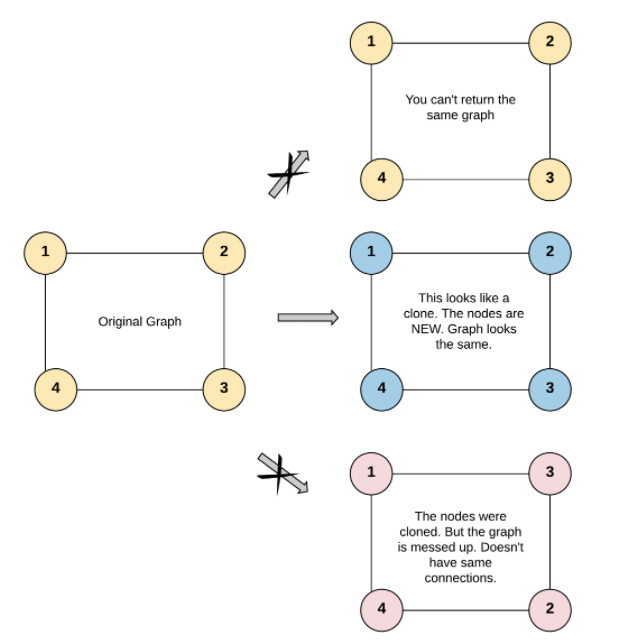 1 2
You can't return the
same graph
4 3
1 2
Original Graph
4 3
1 2
This looks like a
clone. The nodes are
NEW. Graph looks
the same.
4 3
1 3
The nodes were
cloned. But the graph
is messed up. Doesn't
have same
connections.
4 2